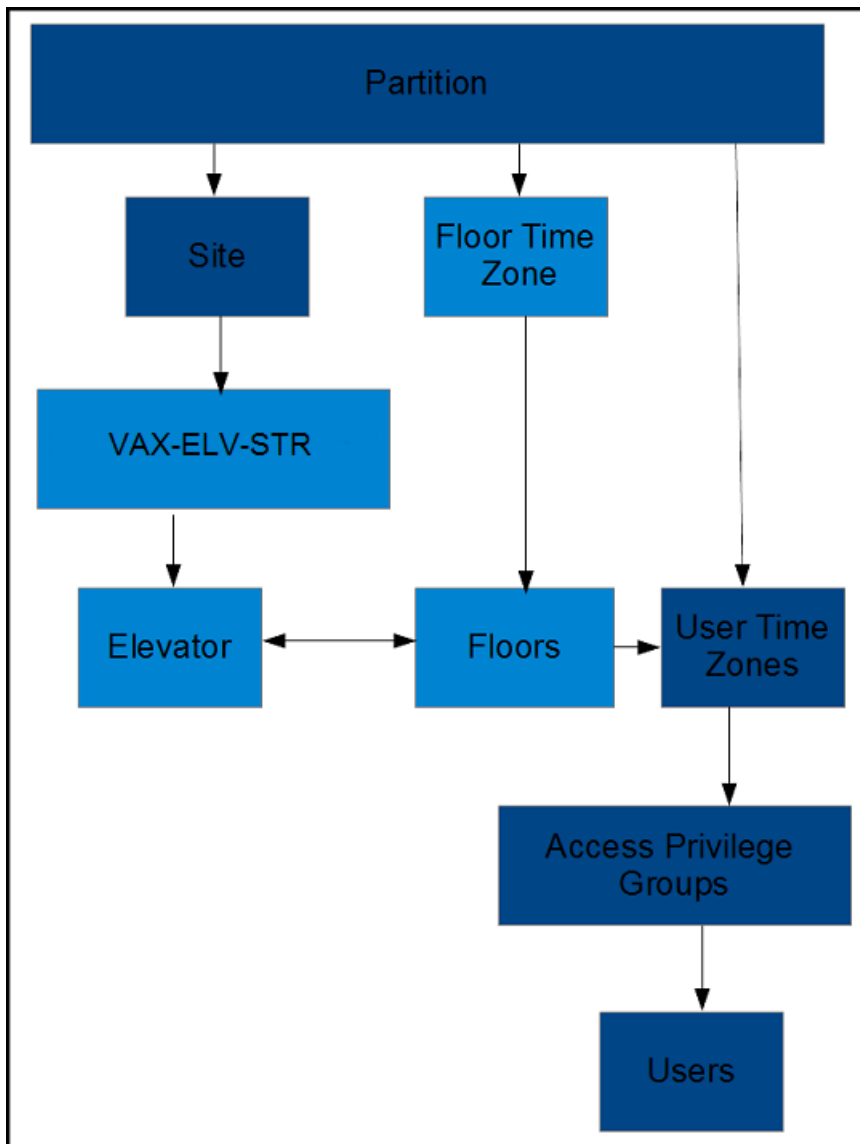 Partition
Site
Floor Time
Zone
VAX-ELV-STR
Elevator
Floors
User Time
Zones
Access Privilege
Groups
Users